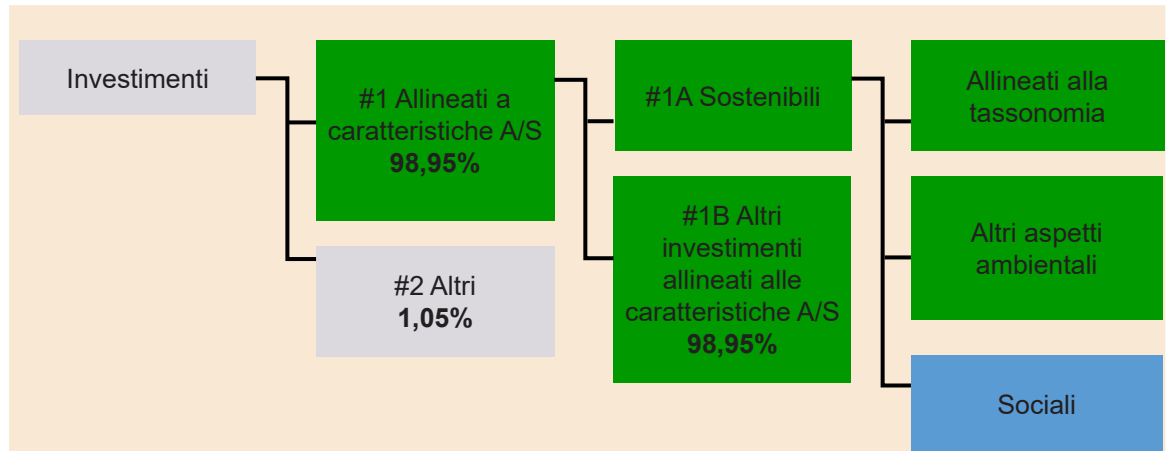 Investimenti
#1 Allineati a
caratteristiche A/S
98,95%
#2 Altri
1,05%
#1A Sostenibili
#1B Altri
investimenti
allineati alle
caratteristiche A/S
98,95%
Allineati alla
tassonomia
Altri aspetti
ambientali
Sociali